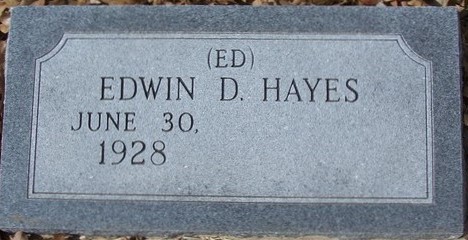 (ED)
EDWIN D. HAYES
JUNE 30,
1928